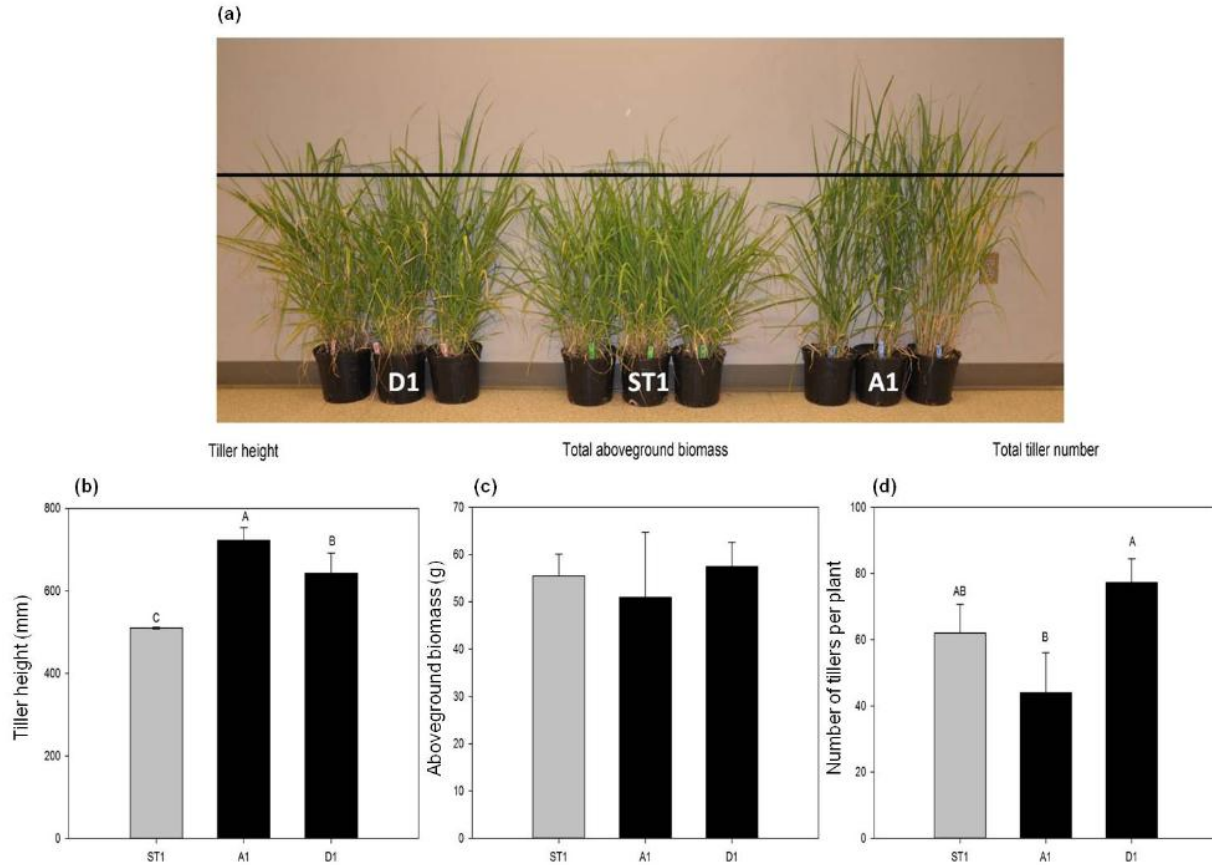 (a)
D1 ST1 A1
Tiller height Total aboveground biomass Total tiller number
(b)
Tiller height (mm)
800
600
400
200
0
C
A
B
ST1 A1 D1
(c)
Aboveground biomass (g)
70
60
50
40
30
20
10
0
ST1 A1 D1
(d)
Number of tillers per plant
100
80
60
40
20
0
AB
B
A
ST1 A1 D1